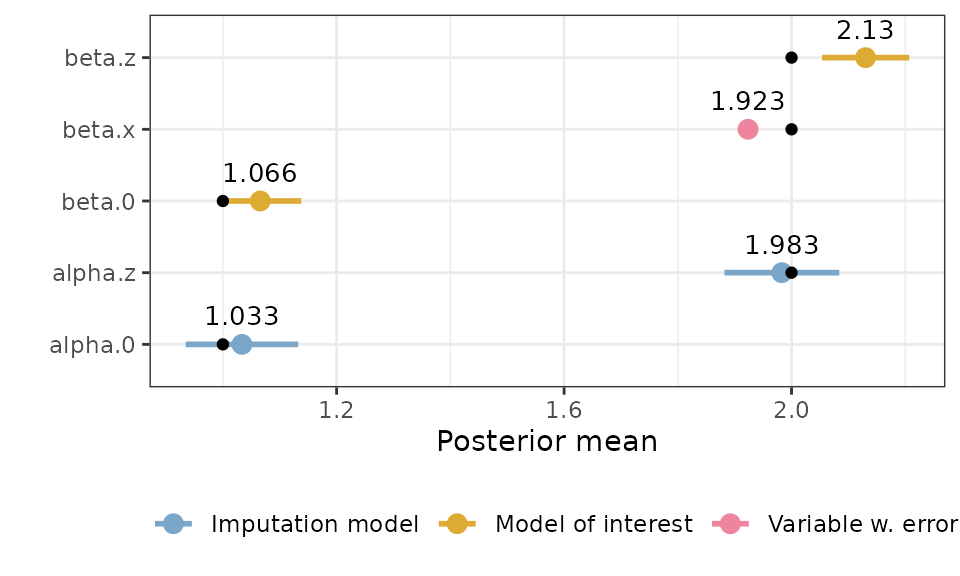 2.13
beta.z
1.923
beta.x
1.066
beta.0
1.983
alpha.z
1.033
alpha.0
1.2 1.6 2.0
Posterior mean
Imputation model Model of interest Variable w. error